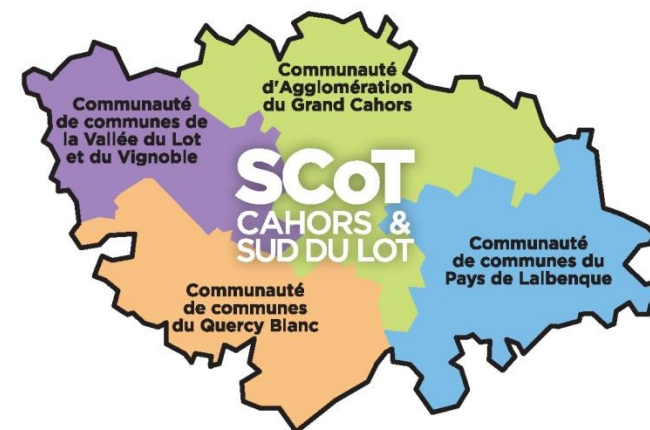 Communauté
d'Agglomération
du Grand Cahors
Communauté
de communes de
la Vallée du Lot
et du Vignoble
SCoT
CAHORS &
SUD DU LOT
Communauté
de communes du
Pays de Lalbenque
Communauté
de communes
du Quercy Blanc